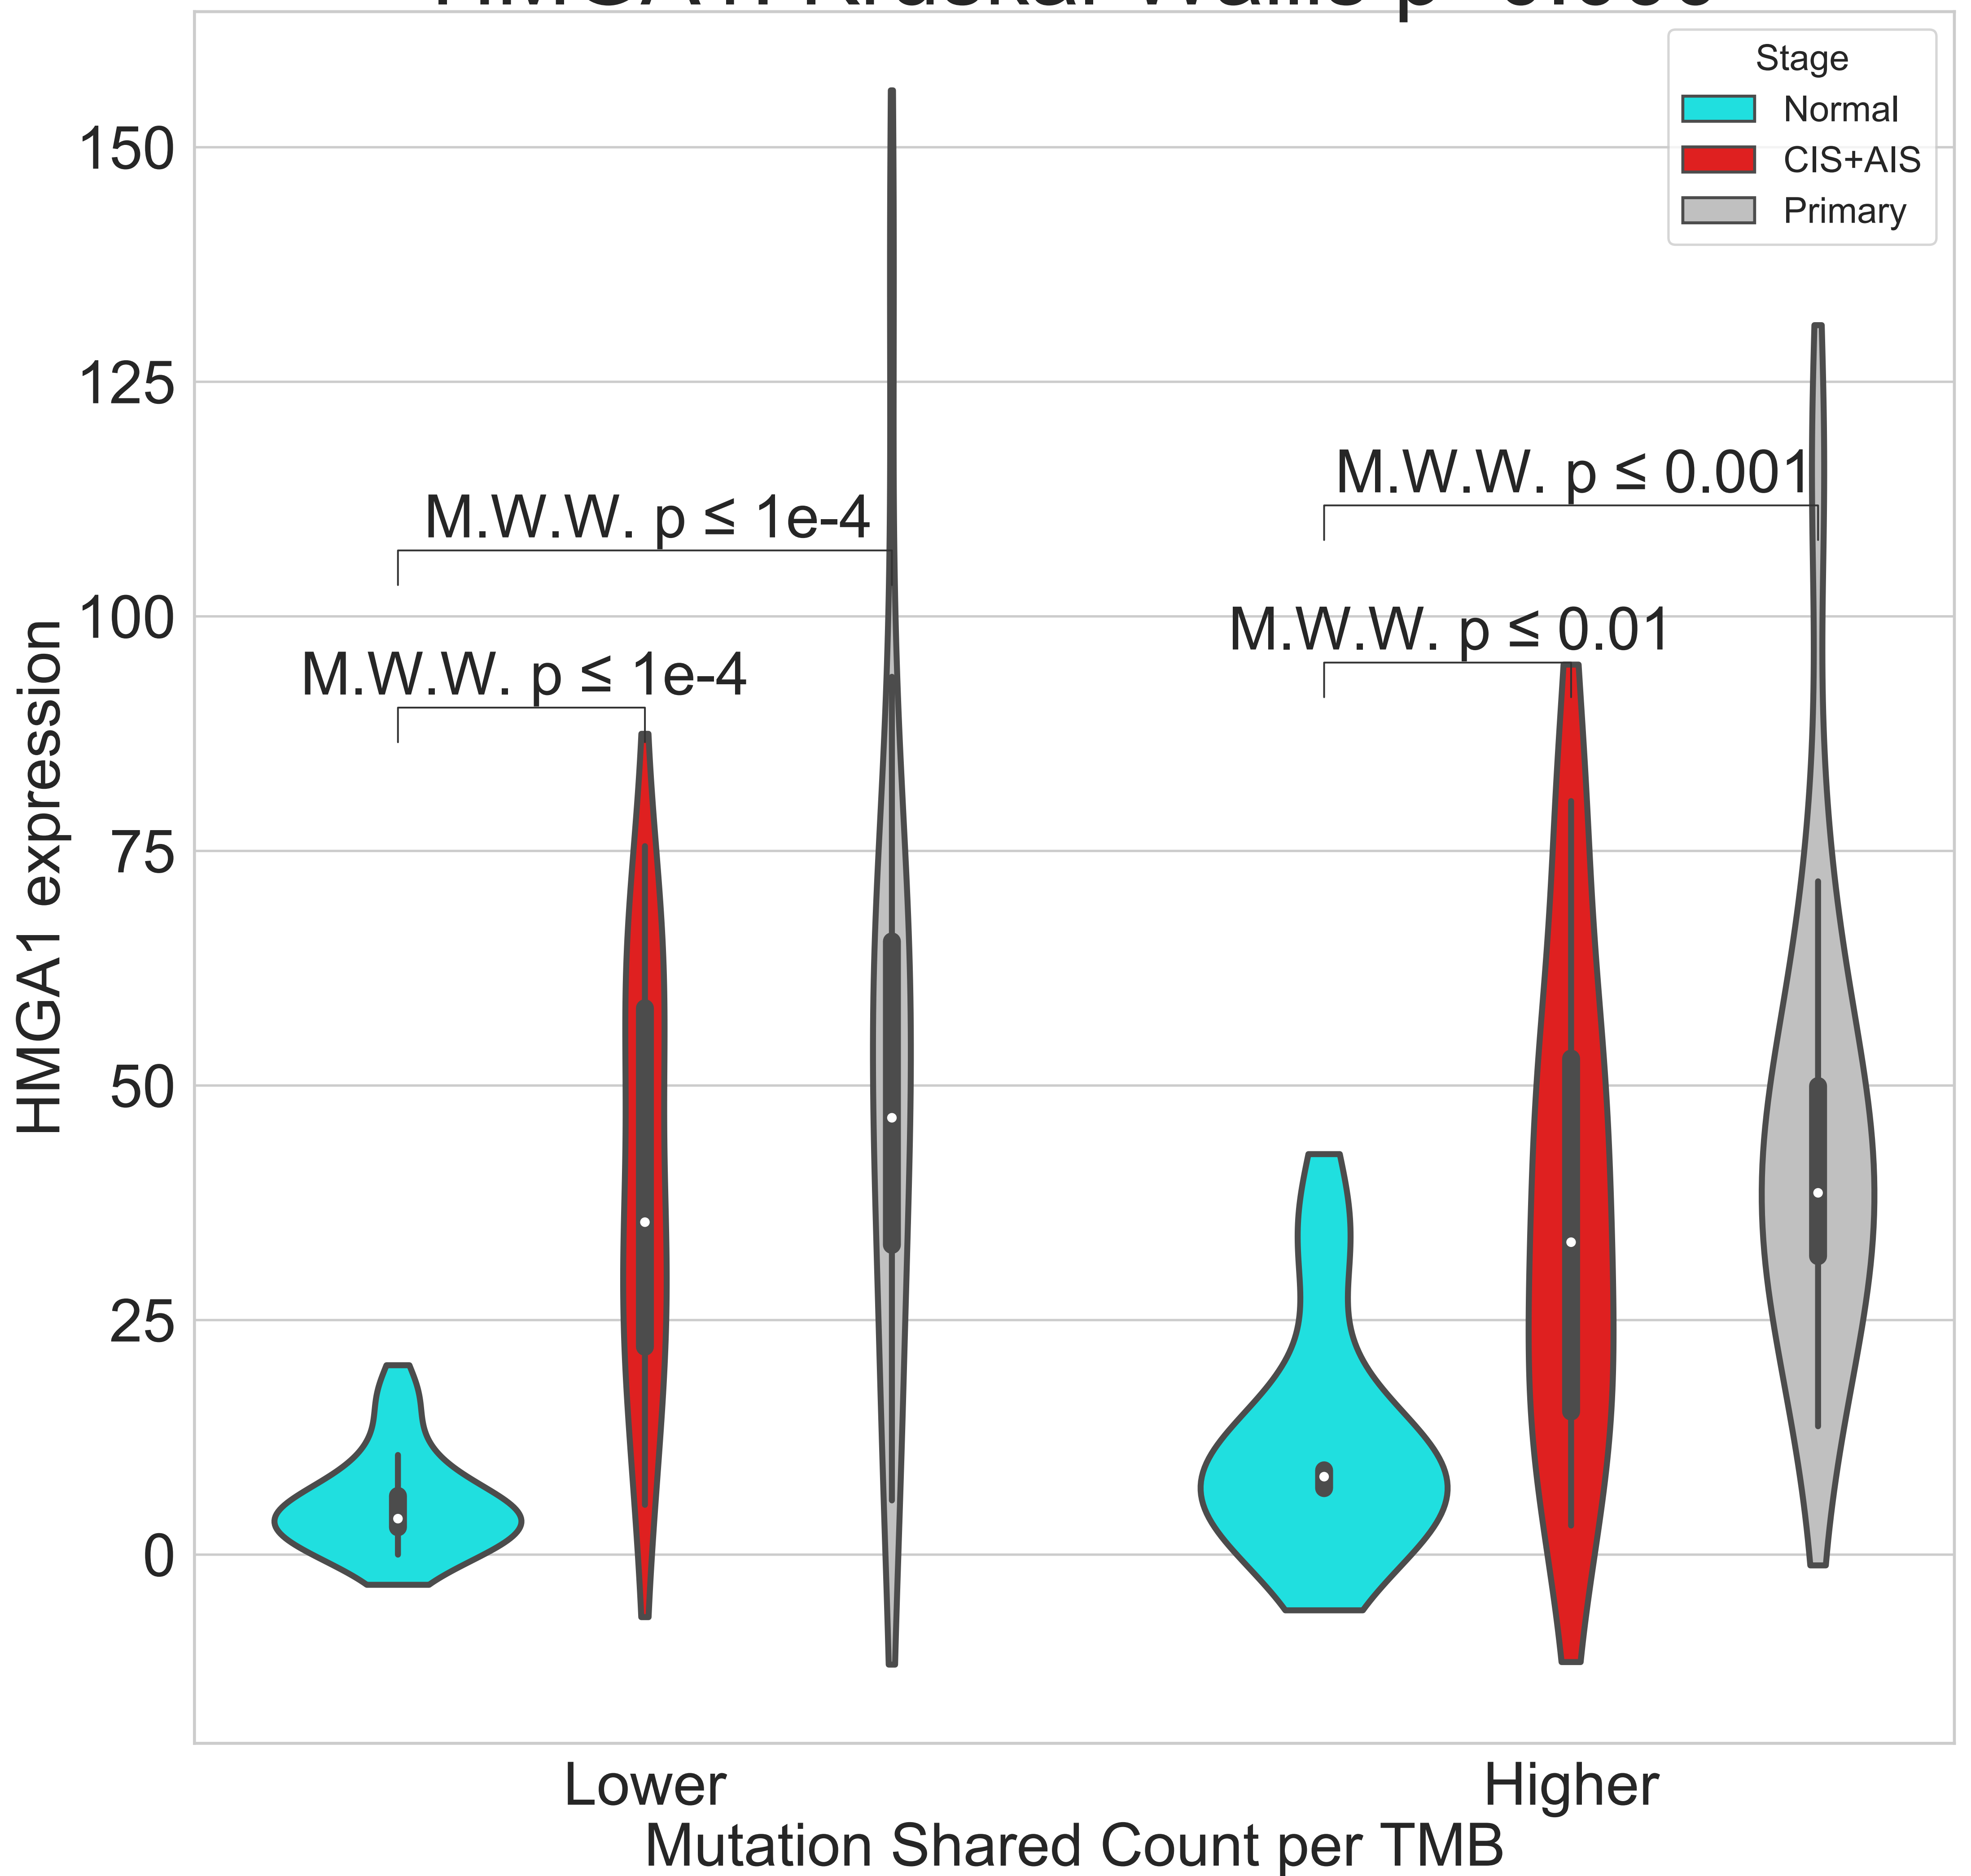 Stage
Normal
CIS+AIS
Primary
150
125
100
75
50
25
0
HMGA1 expression
M.W.W. p ≤ 1e-4
M.W.W. p ≤ 1e-4
M.W.W. p ≤ 0.001
M.W.W. p ≤ 0.01
Lower
Higher
Mutation Shared Count per TMB